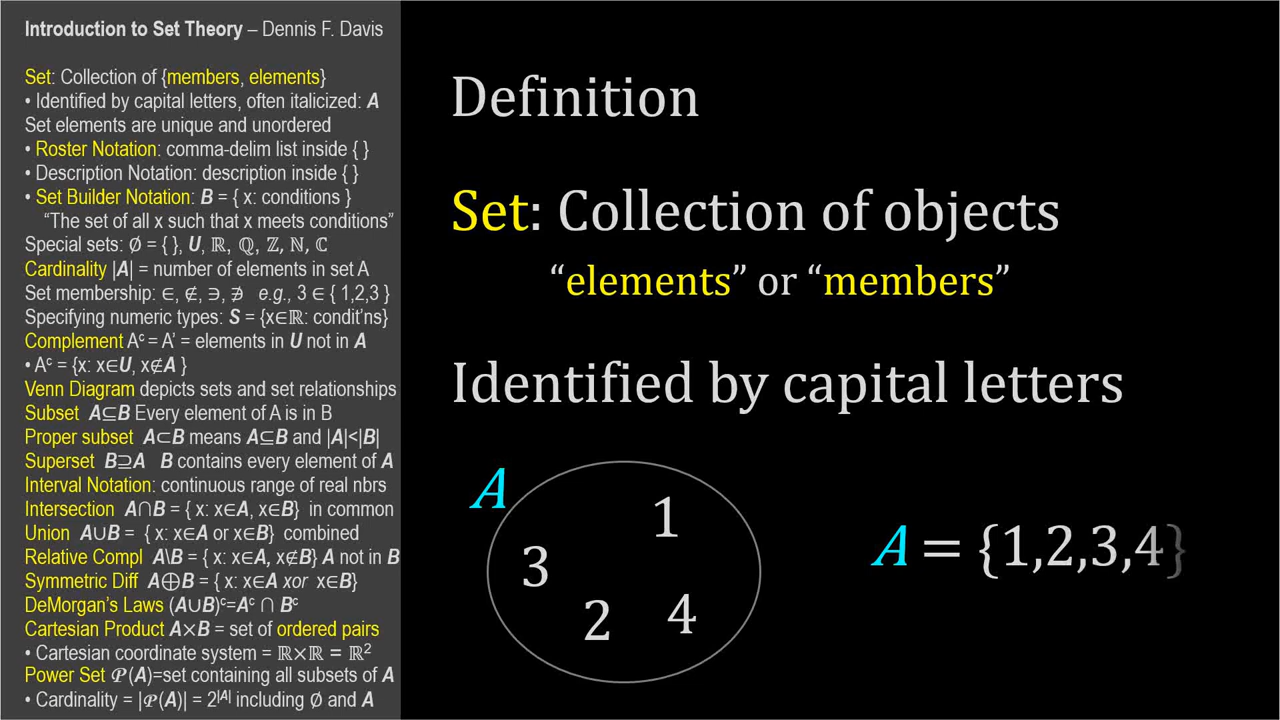 Introduction to Set Theory – Dennis F. Davis
Set: Collection of {members, elements}
• Identified by capital letters, often italicized: A
Set elements are unique and unordered
• Roster Notation: comma-delim list inside { }
• Description Notation: description inside { }
• Set Builder Notation: B = { x: conditions }
“The set of all x such that x meets conditions”
Special sets: ∅ = { }, U, ℝ, ℚ, ℤ, ℕ, ℂ
Cardinality |A| = number of elements in set A
Set membership: ∈, ∉, ∋, ∌ e.g., 3 ∈ { 1,2,3 }
Specifying numeric types: S = {x∈ℝ: condit’ns}
Complement Aᶜ = A’ = elements in U not in A
• Aᶜ = {x: x∈U, x∉A }
Venn Diagram depicts sets and set relationships
Subset A⊆B Every element of A is in B
Proper subset A⊂B means A⊆B and |A|<|B|
Superset B⊇A B contains every element of A
Interval Notation: continuous range of real nbrs
Intersection A∩B = { x: x∈A, x∈B} in common
Union A∪B = { x: x∈A or x∈B} combined
Relative Compl A\B = { x: x∈A, x∉B} A not in B
Symmetric Diff A⊕B = { x: x∈A xor x∈B}
DeMorgan’s Laws (A∪B)ᶜ=Aᶜ ∩ Bᶜ
Cartesian Product A×B = set of ordered pairs
• Cartesian coordinate system = ℝ×ℝ = ℝ²
Power Set 𝒫(A)=set containing all subsets of A
• Cardinality = |𝒫(A)| = 2^|A| including ∅ and A
Definition
Set: Collection of objects
“elements” or “members”
Identified by capital letters
A
1
3
2
4
A = {1,2,3,4}